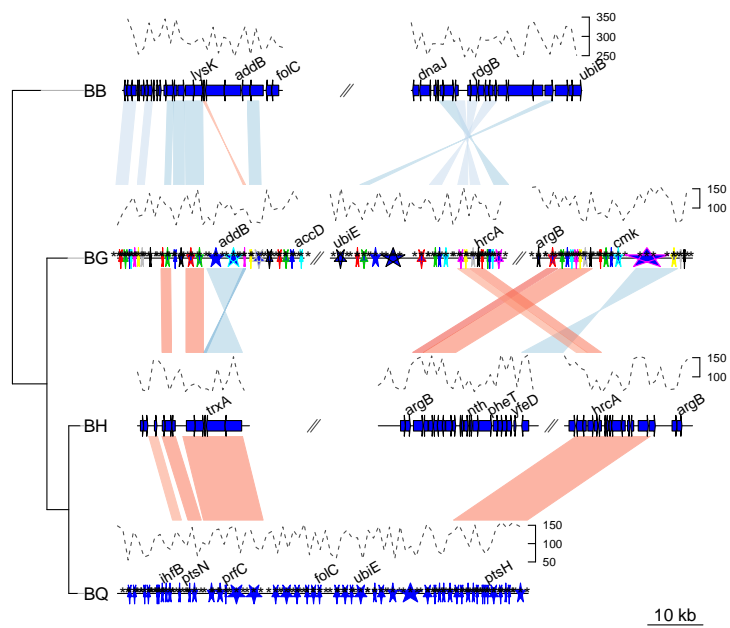 350
300
250
BB
lysK addB folC
dnaJ rdgB ubiB
150
100
BG
addB accD ubiE hrcA argB cmk
150
100
BH
trxA argB nth pheT yfeD hrcA argB
150
100
50
BQ
ihfB ptsN prfC folC ubiE ptsH
10 kb